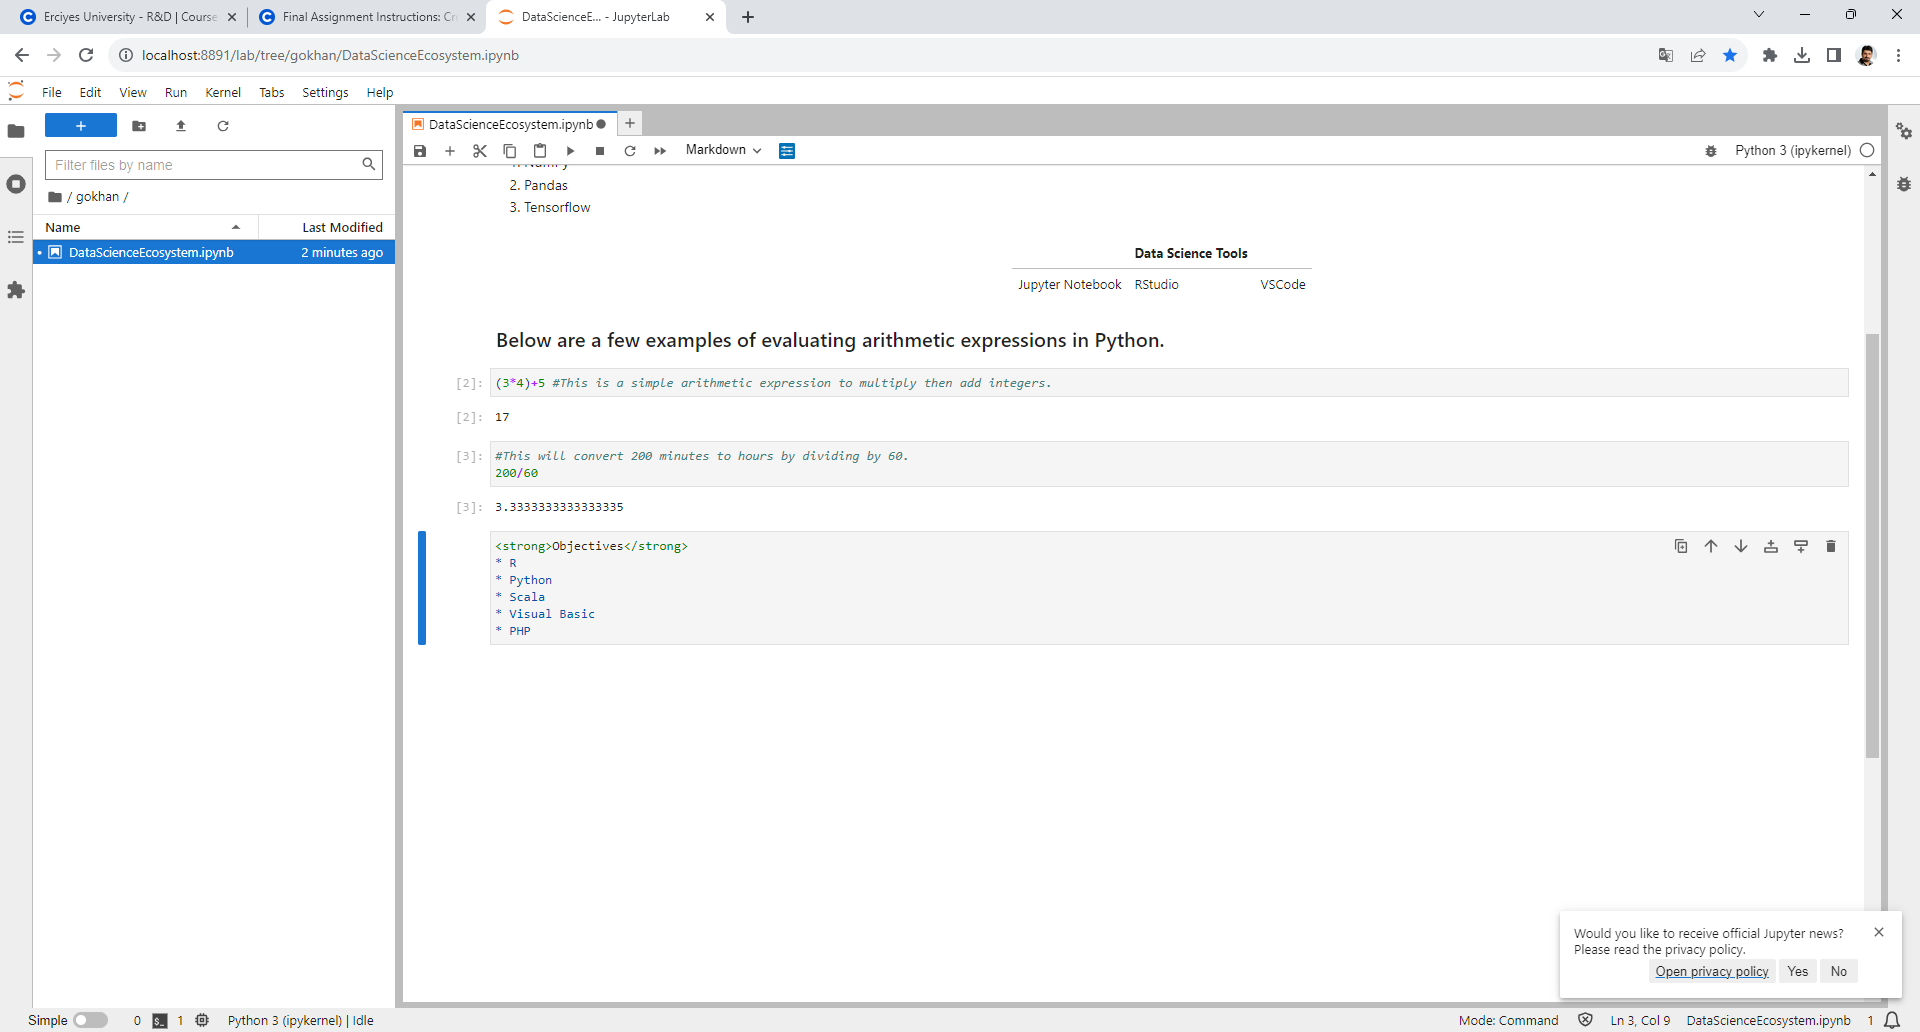 Erciyes University - R&D | Course
Final Assignment Instructions: Cr
DataScienceE... - JupyterLab
localhost:8891/lab/tree/gokhan/DataScienceEcosystem.ipynb
File Edit View Run Kernel Tabs Settings Help
DataScienceEcosystem.ipynb
Markdown
Python 3 (ipykernel)
Filter files by name
/ gokhan /
Name Last Modified
DataScienceEcosystem.ipynb 2 minutes ago
2. Pandas
3. Tensorflow
Data Science Tools
Jupyter Notebook RStudio VSCode
Below are a few examples of evaluating arithmetic expressions in Python.
[2]: (3*4)+5 #This is a simple arithmetic expression to multiply then add integers.
[2]: 17
[3]: #This will convert 200 minutes to hours by dividing by 60.
200/60
[3]: 3.3333333333333335
<strong>Objectives</strong>
* R
* Python
* Scala
* Visual Basic
* PHP
Would you like to receive official Jupyter news?
Please read the privacy policy.
Open privacy policy Yes No
Simple 0 1 Python 3 (ipykernel) | Idle
Mode: Command Ln 3, Col 9 DataScienceEcosystem.ipynb 1